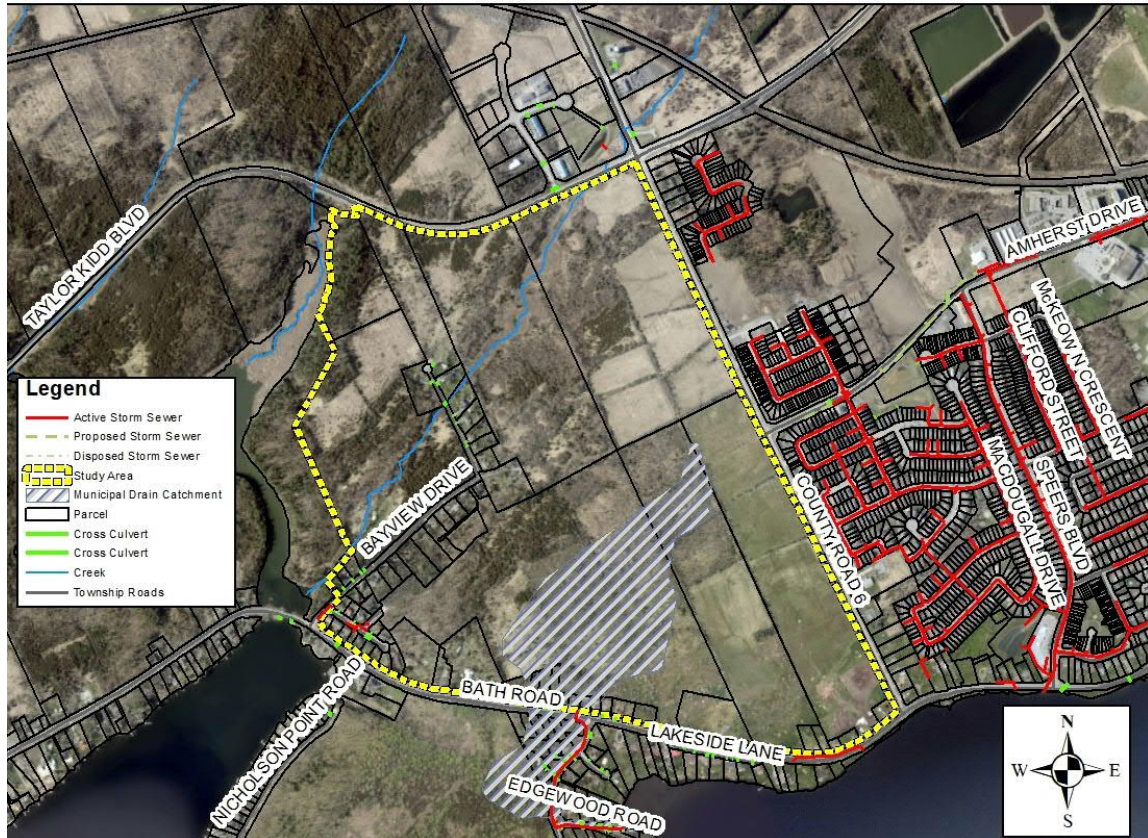 TAYLOR KIDD BLVD
AMHERST DRIVE
McKEOW N CRESCENT
CLIFFORD STREET
SPEERS BLVD
MACDOUGALL DRIVE
COUNTY ROAD 6
BAYVIEW DRIVE
BATH ROAD
LAKESIDE LANE
NICHOLSON POINT ROAD
EDGEWOOD ROAD
Legend
Active Storm Sewer
Proposed Storm Sewer
Disposed Storm Sewer
Study Area
Municipal Drain Catchment
Parcel
Cross Culvert
Cross Culvert
Creek
Township Roads
N
W E
S